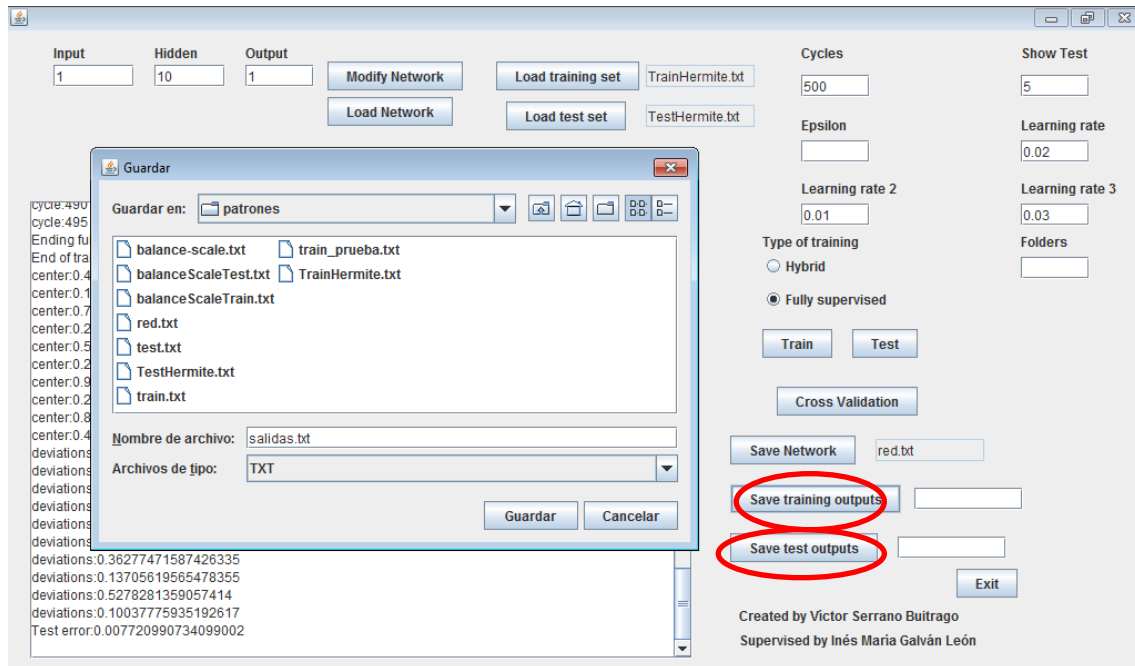 Input Hidden Output
1 10 1
Modify Network
Load Network
Load training set TrainHermite.txt
Load test set TestHermite.txt
Cycles Show Test
500 5
Epsilon Learning rate
0.02
Learning rate 2 Learning rate 3
0.01 0.03
Type of training Folders
Hybrid
Fully supervised
Train Test
Cross Validation
Save Network red.txt
Save training outputs
Save test outputs
Exit
Created by Víctor Serrano Buitrago
Supervised by Inés María Galván León
Guardar
Guardar en: patrones
balance-scale.txt train_prueba.txt
balanceScaleTest.txt TrainHermite.txt
balanceScaleTrain.txt
red.txt
test.txt
TestHermite.txt
train.txt
Nombre de archivo: salidas.txt
Archivos de tipo: TXT
Guardar Cancelar
cycle:490
cycle:495
Ending fu
End of tra
center:0.4
center:0.1
center:0.7
center:0.2
center:0.5
center:0.2
center:0.9
center:0.2
center:0.8
center:0.4
deviations
deviations
deviations
deviations
deviations
deviations
deviations:0.36277471587426335
deviations:0.13705619565478355
deviations:0.5278281359057414
deviations:0.10037775935192617
Test error:0.007720990734099002